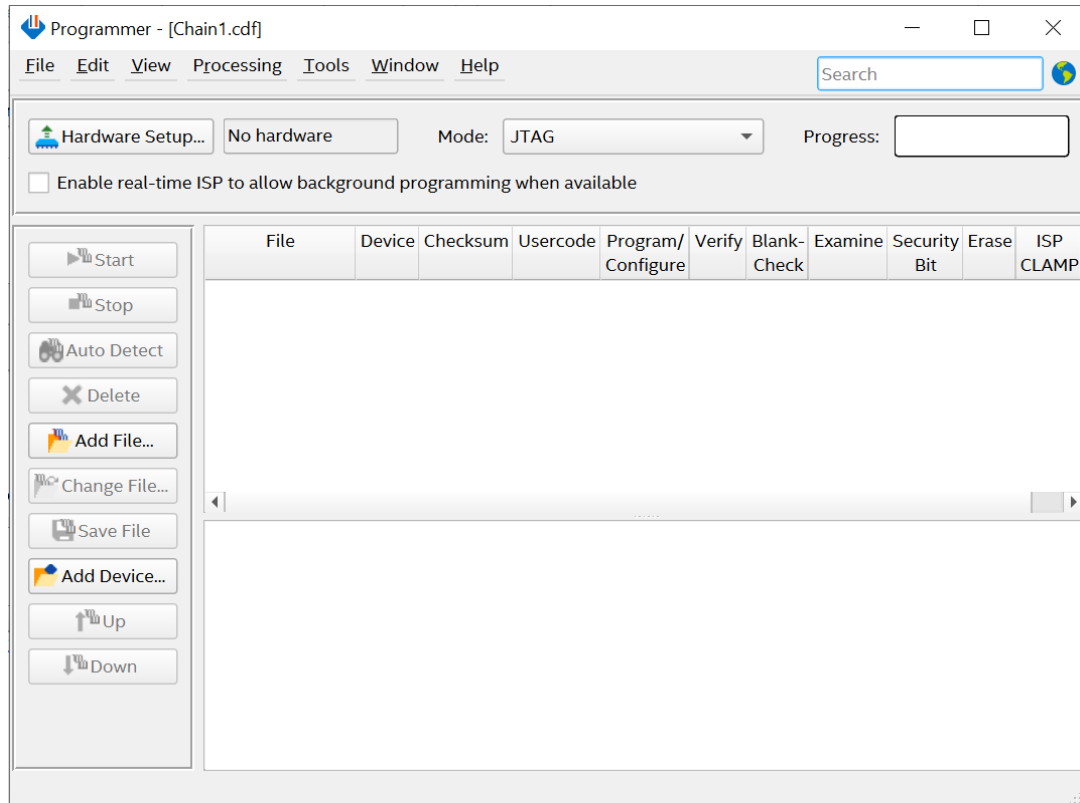 Programmer - [Chain1.cdf]
File Edit View Processing Tools Window Help
Search
Hardware Setup... No hardware Mode: JTAG Progress:
Enable real-time ISP to allow background programming when available
File Device Checksum Usercode Program/ Verify Blank- Examine Security Erase ISP
Configure Check Bit CLAMP
Start
Stop
Auto Detect
Delete
Add File...
Change File...
Save File
Add Device...
Up
Down